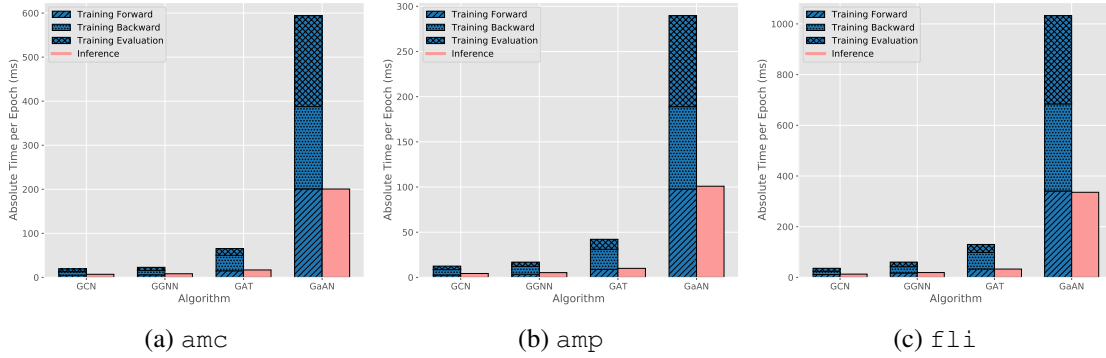 Absolute Time per Epoch (ms)
600
500
400
300
200
100
0
Training Forward
Training Backward
Training Evaluation
Inference
GCN
GGNN
GAT
GaAN
Algorithm
(a) amc
Absolute Time per Epoch (ms)
300
250
200
150
100
50
0
Training Forward
Training Backward
Training Evaluation
Inference
GCN
GGNN
GAT
GaAN
Algorithm
(b) amp
Absolute Time per Epoch (ms)
1000
800
600
400
200
0
Training Forward
Training Backward
Training Evaluation
Inference
GCN
GGNN
GAT
GaAN
Algorithm
(c) fli